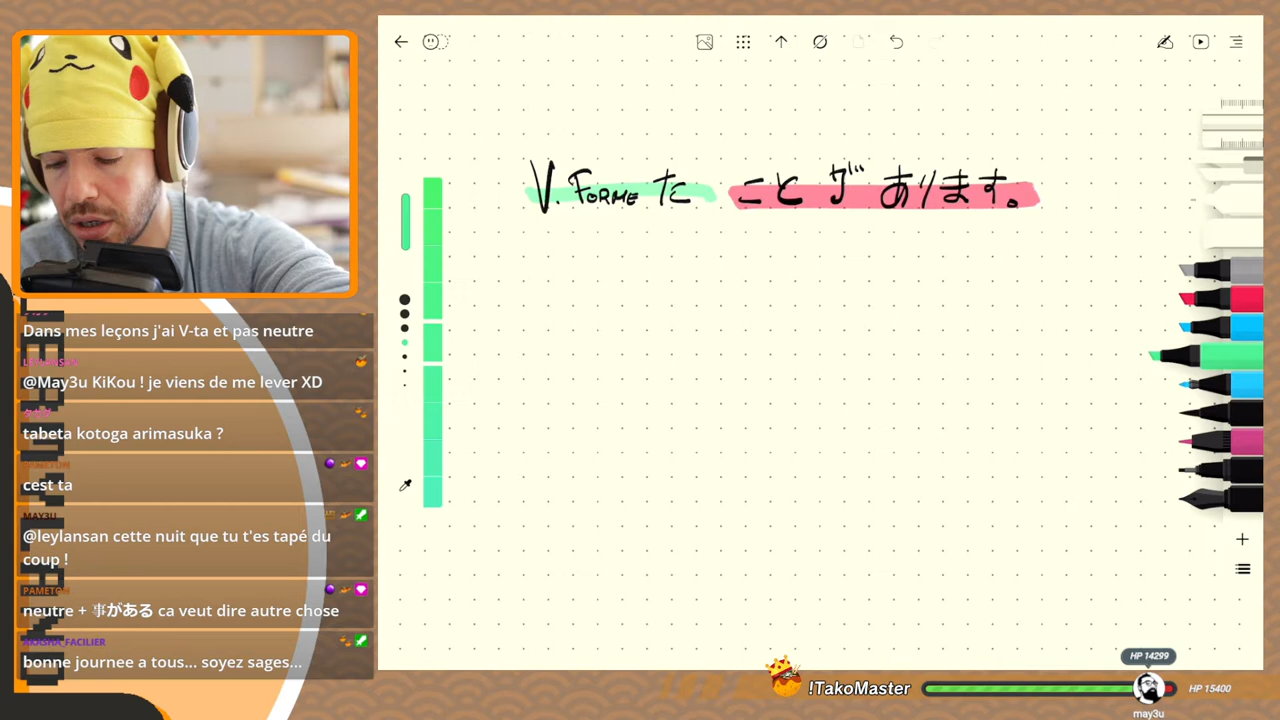 V. FORME た ことがあります。
Dans mes leçons j'ai V-ta et pas neutre
@May3u KiKou ! je viens de me lever XD
tabeta kotoga arimasuka ?
cest ta
MAY3U
@leylansan cette nuit que tu t'es tapé du
coup !
PAMETOM
neutre + 事がある ca veut dire autre chose
AKASHA_FACILIER
bonne journee a tous... soyez sages...
HP 14299
!TakoMaster
HP 15400
may3u